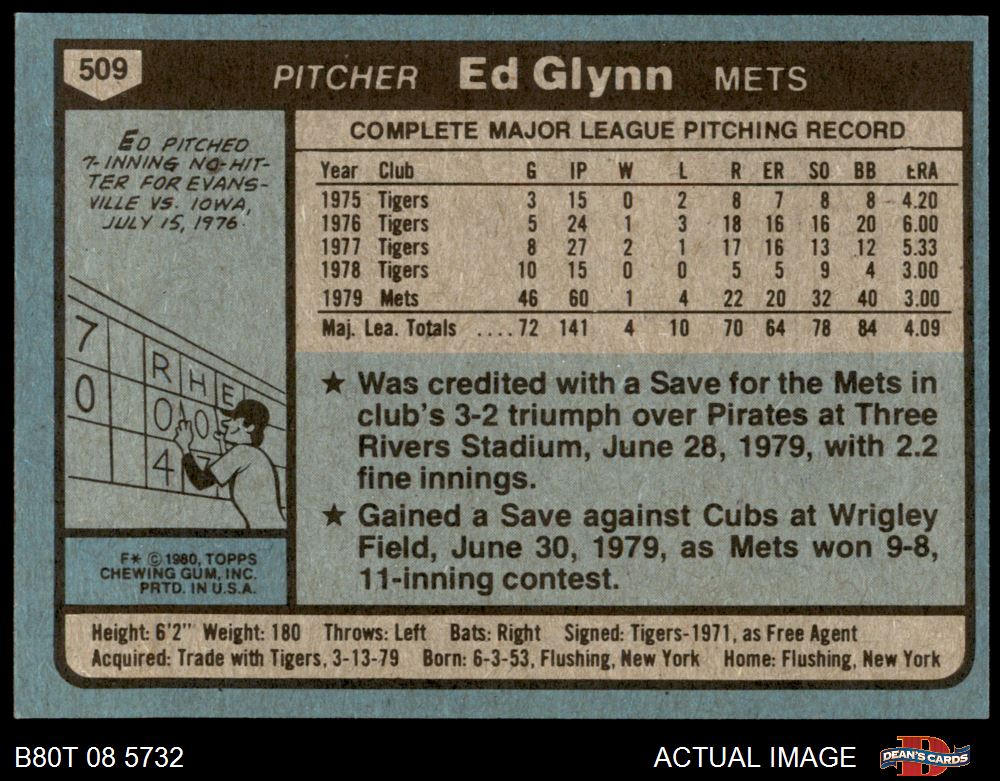 509
PITCHER Ed Glynn METS
ED PITCHED
7-INNING NO-HIT-
TER FOR EVANS-
VILLE VS. IOWA,
JULY 15, 1976.
7
0
R H E
0 0
4
F* © 1980, TOPPS
CHEWING GUM, INC.
PRTD. IN U.S.A.
COMPLETE MAJOR LEAGUE PITCHING RECORD
Year Club G IP W L R ER SO BB ERA
1975 Tigers 3 15 0 2 8 7 8 8 4.20
1976 Tigers 5 24 1 3 18 16 16 20 6.00
1977 Tigers 8 27 2 1 17 16 13 12 5.33
1978 Tigers 10 15 0 0 5 5 9 4 3.00
1979 Mets 46 60 1 4 22 20 32 40 3.00
Maj. Lea. Totals ....72 141 4 10 70 64 78 84 4.09
★ Was credited with a Save for the Mets in
club's 3-2 triumph over Pirates at Three
Rivers Stadium, June 28, 1979, with 2.2
fine innings.
★ Gained a Save against Cubs at Wrigley
Field, June 30, 1979, as Mets won 9-8,
11-inning contest.
Height: 6'2" Weight: 180 Throws: Left Bats: Right Signed: Tigers-1971, as Free Agent
Acquired: Trade with Tigers, 3-13-79 Born: 6-3-53, Flushing, New York Home: Flushing, New York
B80T 08 5732
ACTUAL IMAGE
DEAN'S CARDS